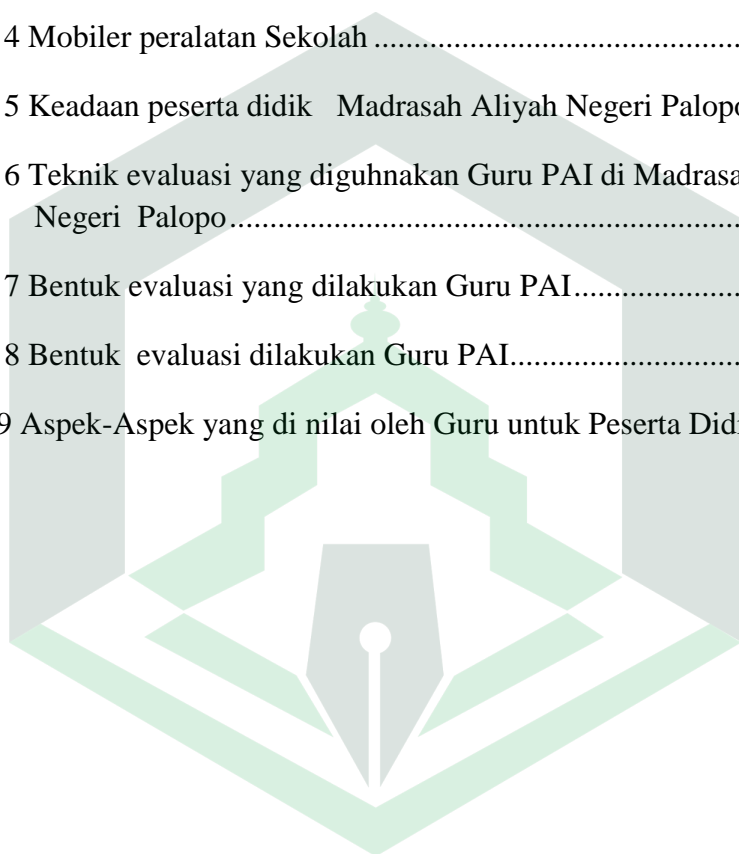 4 Mobiler peralatan Sekolah ................................................
5 Keadaan peserta didik   Madrasah Aliyah Negeri Palopo
6 Teknik evaluasi yang diguhnakan Guru PAI di Madrasa
Negeri  Palopo....................................................................
7 Bentuk evaluasi yang dilakukan Guru PAI......................
8 Bentuk  evaluasi dilakukan Guru PAI..............................
9 Aspek-Aspek yang di nilai oleh Guru untuk Peserta Did